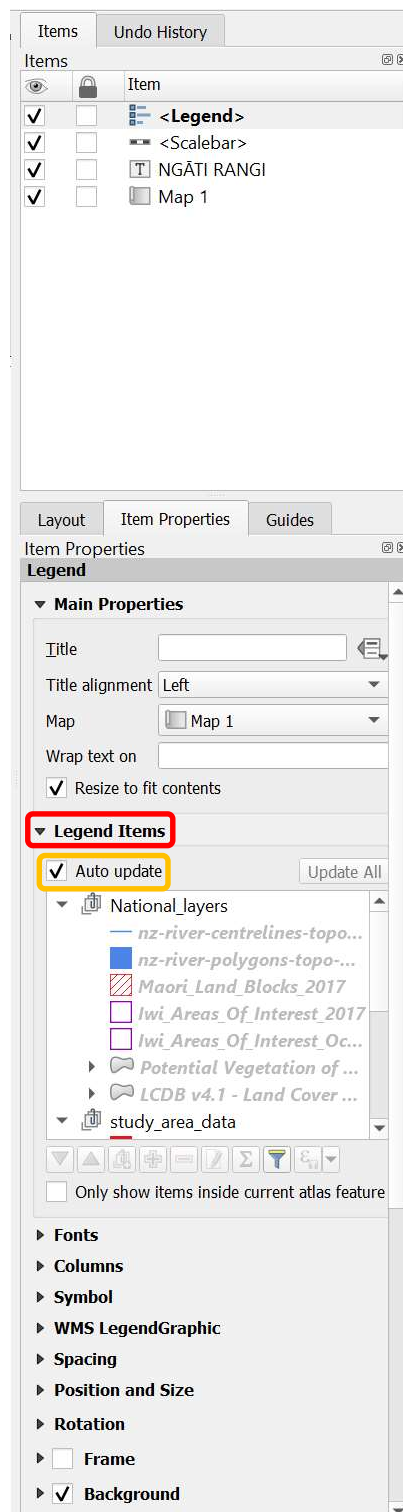 Items Undo History
Items
Item
<Legend>
<Scalebar>
T NGĀTI RANGI
Map 1
Layout Item Properties Guides
Item Properties
Legend
Main Properties
Title
Title alignment Left
Map Map 1
Wrap text on
Resize to fit contents
Legend Items
Auto update Update All
National_layers
nz-river-centrelines-topo...
nz-river-polygons-topo-...
Maori_Land_Blocks_2017
Iwi_Areas_Of_Interest_2017
Iwi_Areas_Of_Interest_Oc...
Potential Vegetation of ...
LCDB v4.1 - Land Cover ...
study_area_data
Σ ε
Only show items inside current atlas feature
Fonts
Columns
Symbol
WMS LegendGraphic
Spacing
Position and Size
Rotation
Frame
Background